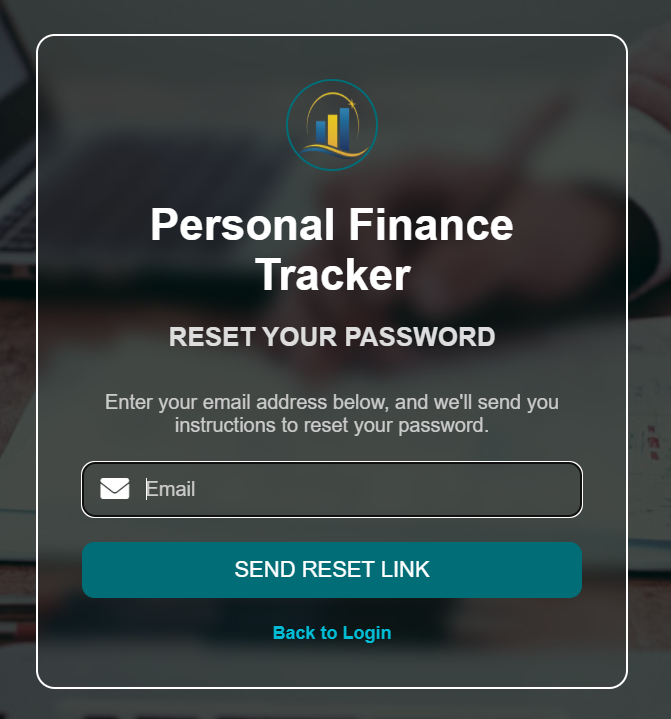 Personal Finance
Tracker
RESET YOUR PASSWORD
Enter your email address below, and we'll send you
instructions to reset your password.
Email
SEND RESET LINK
Back to Login